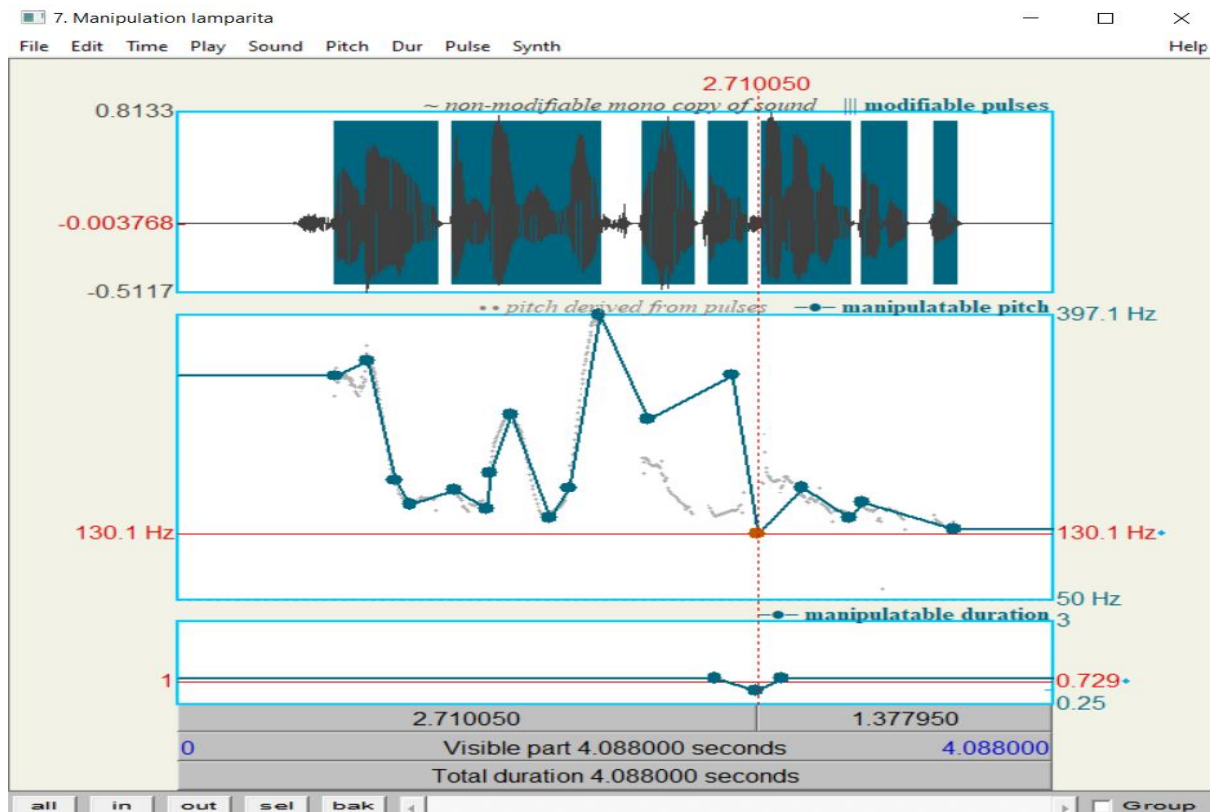 7. Manipulation lamparita
File Edit Time Play Sound Pitch Dur Pulse Synth Help
2.710050
0.8133 ~ non-modifiable mono copy of sound ||| modifiable pulses
-0.003768
-0.5117
•• pitch derived from pulses —●— manipulatable pitch 397.1 Hz
130.1 Hz 130.1 Hz
50 Hz
—●— manipulatable duration 3
1 0.729
0.25
2.710050 1.377950
0 Visible part 4.088000 seconds 4.088000
Total duration 4.088000 seconds
all in out sel bak Group